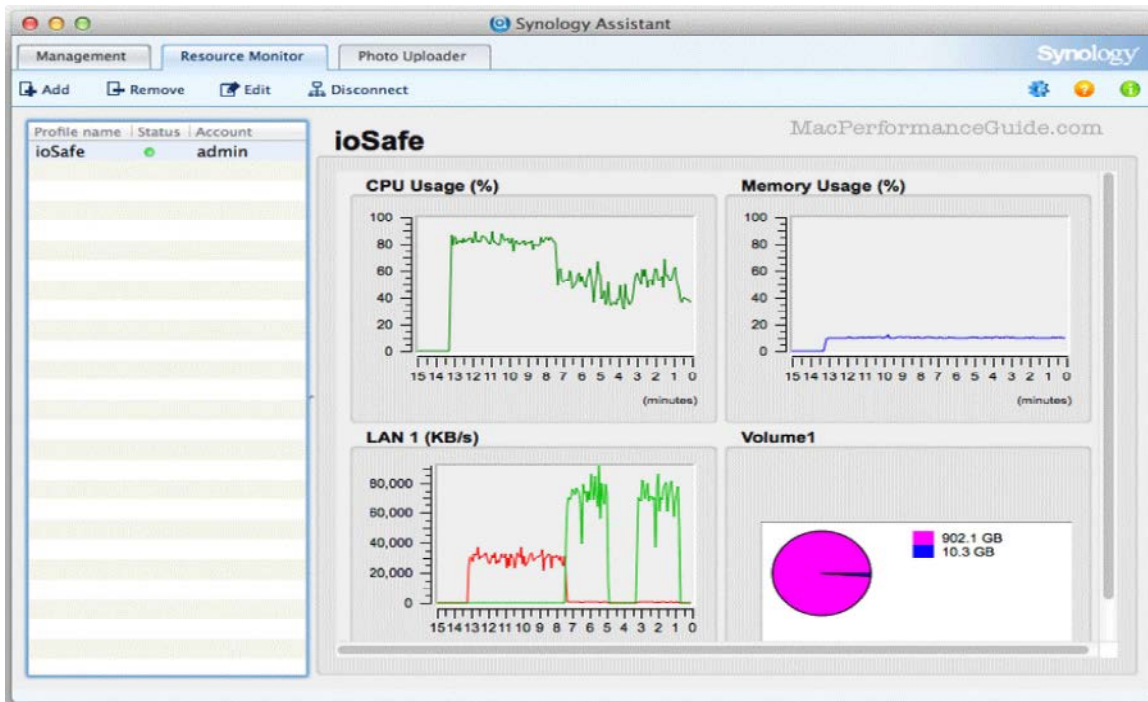 Synology Assistant
Management Resource Monitor Photo Uploader Synology
Add Remove Edit Disconnect
Profile name Status Account
ioSafe admin
ioSafe
MacPerformanceGuide.com
CPU Usage (%)
100
80
60
40
20
0
15 14 13 12 11 10 9 8 7 6 5 4 3 2 1 0
(minutes)
Memory Usage (%)
100
80
60
40
20
0
15 14 13 12 11 10 9 8 7 6 5 4 3 2 1 0
(minutes)
LAN 1 (KB/s)
80,000
60,000
40,000
20,000
0
15 14 13 12 11 10 9 8 7 6 5 4 3 2 1 0
Volume1
902.1 GB
10.3 GB